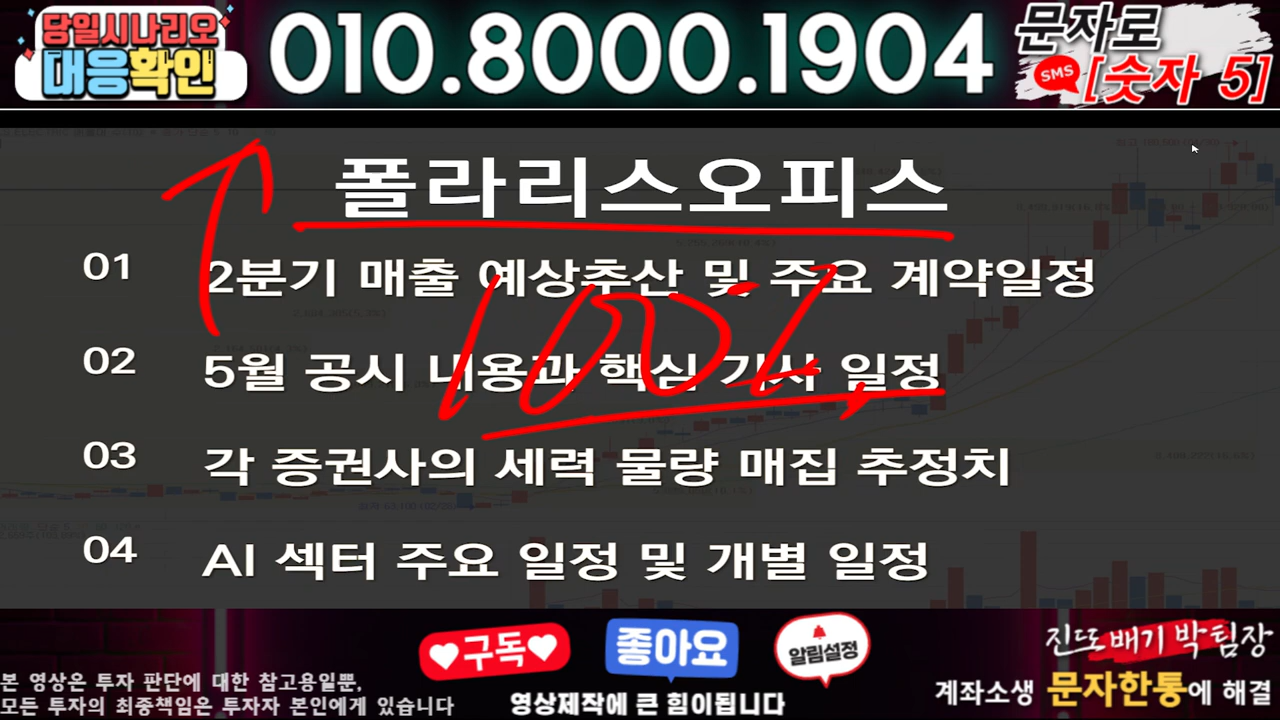 당일시나리오
대응확인
010.8000.1904
문자로
SMS
[숫자 5]
폴라리스오피스
01 2분기 매출 예상추산 및 주요 계약일정
100%
02 5월 공시 내용과 핵심 기사 일정
03 각 증권사의 세력 물량 매집 추정치
04 AI 섹터 주요 일정 및 개별 일정
구독
좋아요
알림설정
영상제작에 큰 힘이됩니다
본 영상은 투자 판단에 대한 참고용일뿐,
모든 투자의 최종책임은 투자자 본인에게 있습니다
진또배기 박팀장
계좌소생 문자한통에 해결